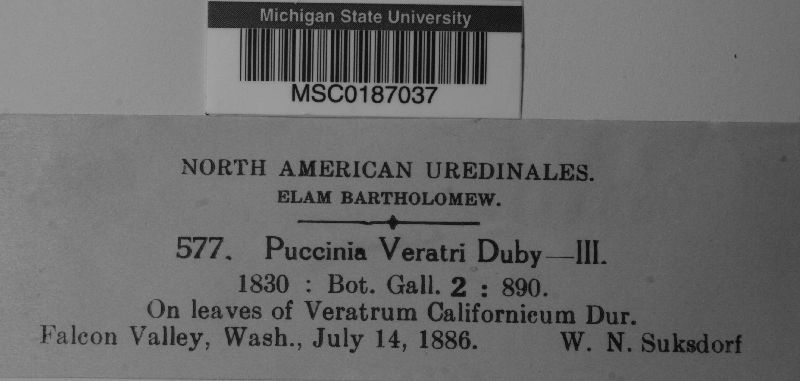 Michigan State University
MSC0187037
NORTH AMERICAN UREDINALES.
ELAM BARTHOLOMEW.
577. Puccinia Veratri Duby—III.
1830 : Bot. Gall. 2 : 890.
On leaves of Veratrum Californicum Dur.
Falcon Valley, Wash., July 14, 1886. W. N. Suksdorf